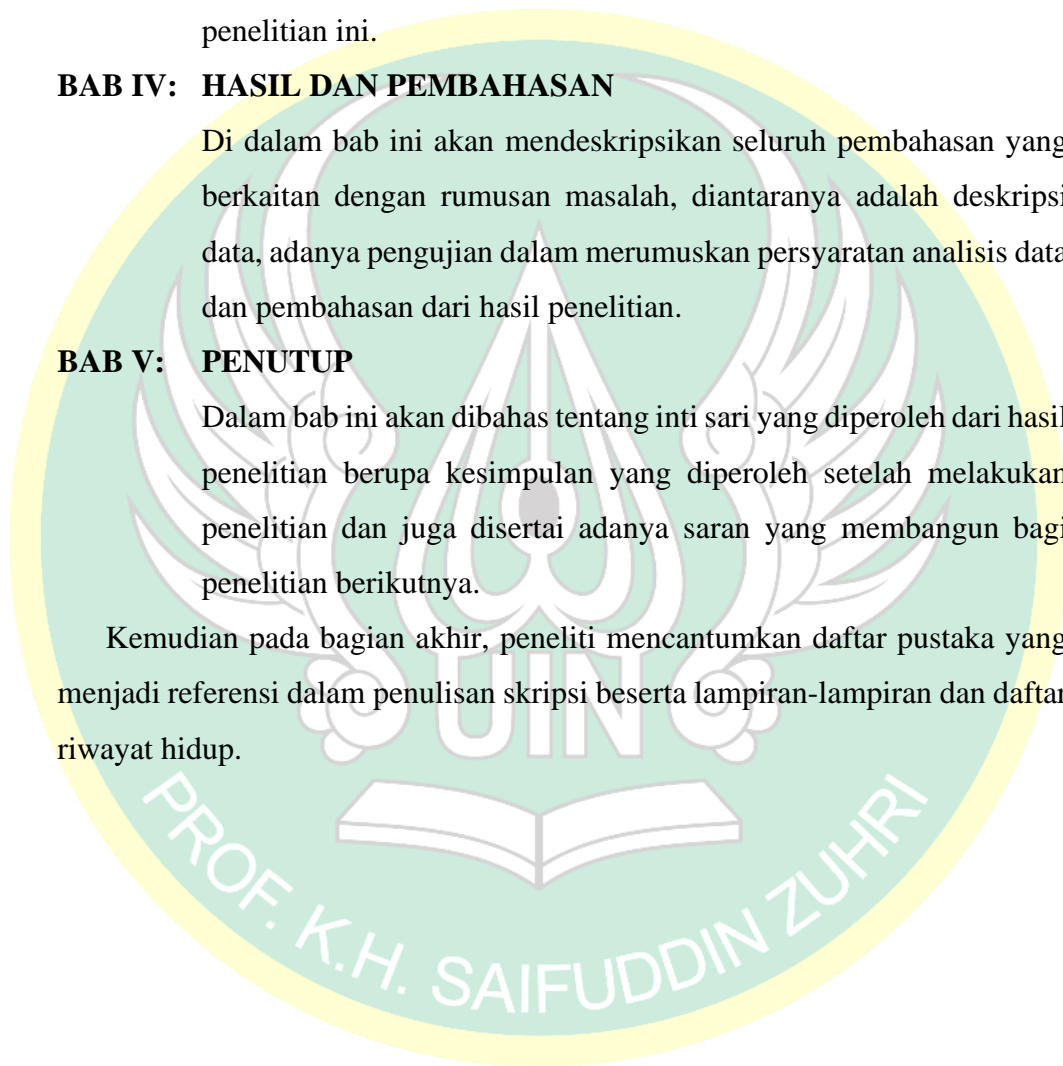 penelitian ini.
BAB IV: HASIL DAN PEMBAHASAN
Di dalam bab ini akan mendeskripsikan seluruh pembahasan yang
berkaitan dengan rumusan masalah, diantaranya adalah deskripsi
data, adanya pengujian dalam merumuskan persyaratan analisis data
dan pembahasan dari hasil penelitian.
BAB V: PENUTUP
Dalam bab ini akan dibahas tentang inti sari yang diperoleh dari hasil
penelitian berupa kesimpulan yang diperoleh setelah melakukan
penelitian dan juga disertai adanya saran yang membangun bagi
penelitian berikutnya.
Kemudian pada bagian akhir, peneliti mencantumkan daftar pustaka yang
menjadi referensi dalam penulisan skripsi beserta lampiran-lampiran dan daftar
riwayat hidup.
UIN
PROF. K.H. SAIFUDDIN ZUHRI